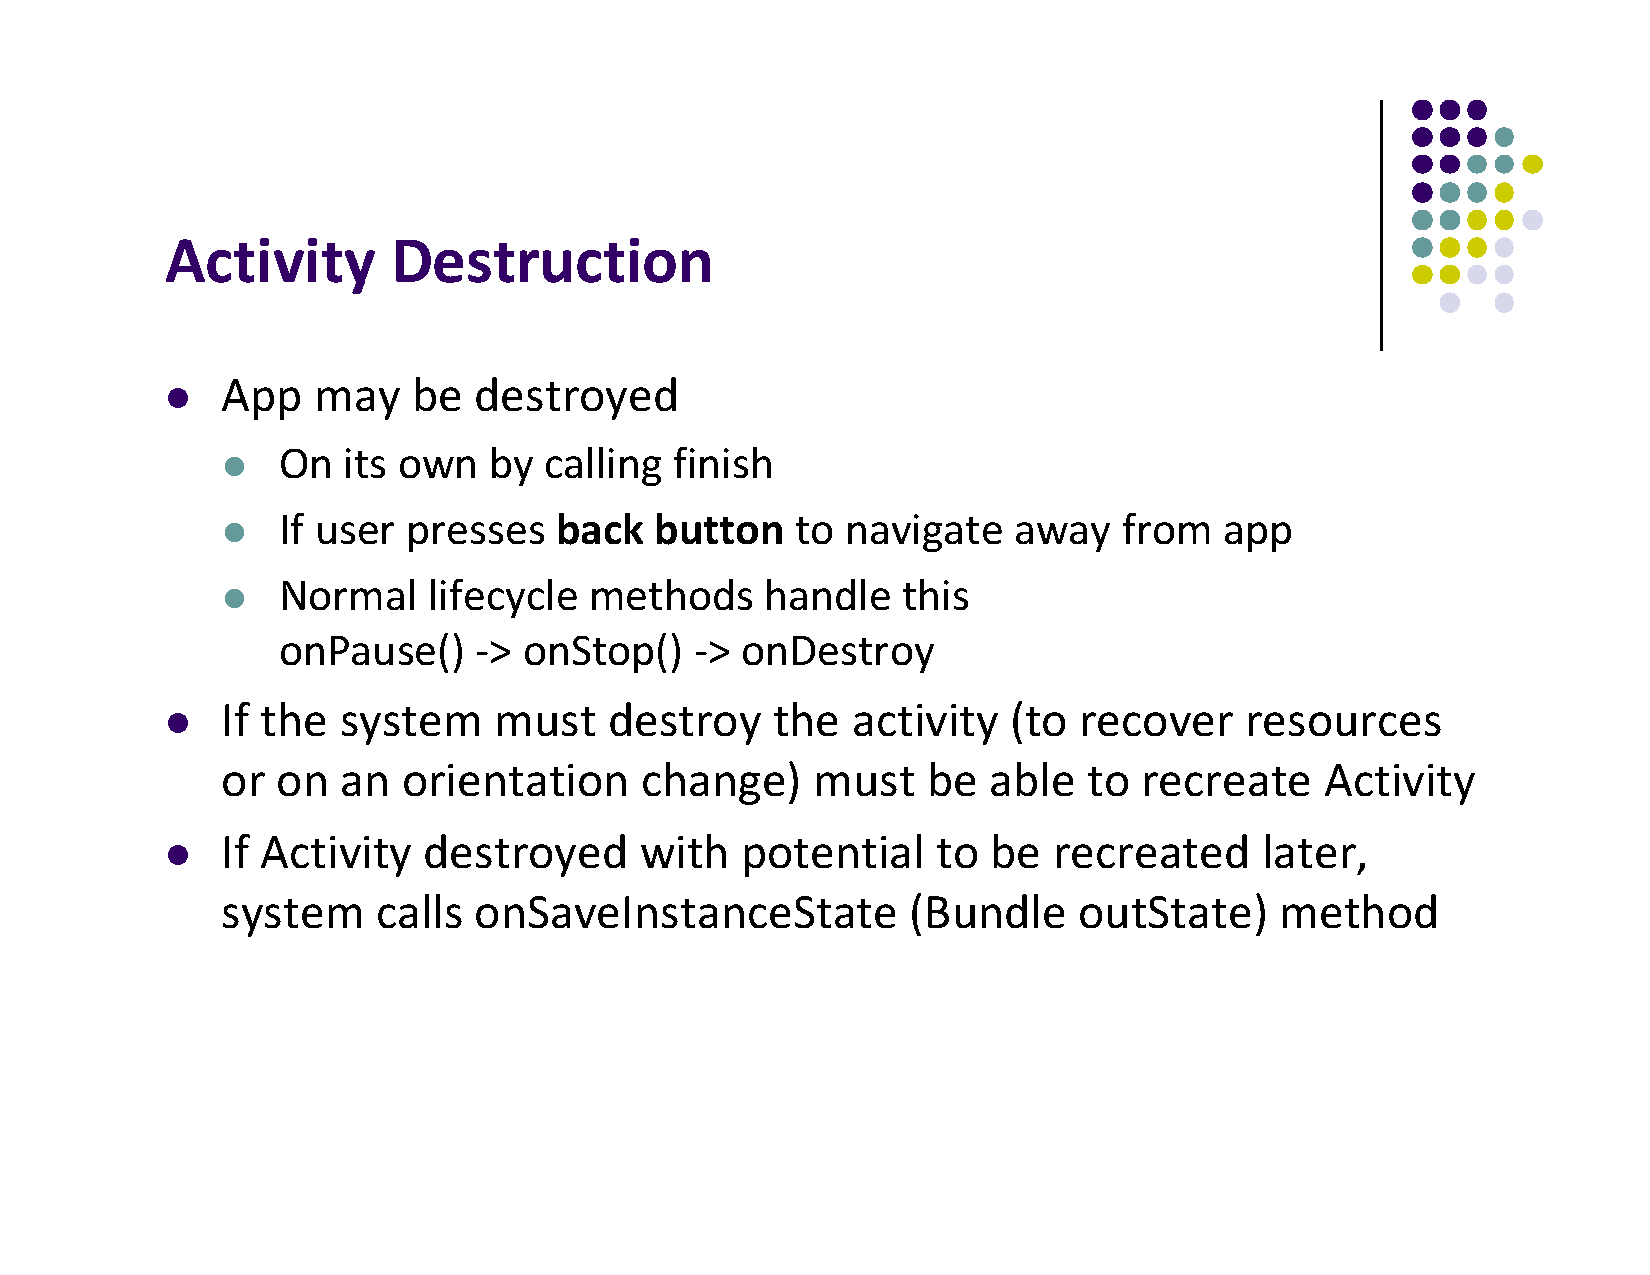 Activity Destruction
App may be destroyed
On its own by calling finish
If user presses back button to navigate away from app
Normal lifecycle methods handle this
onPause() -> onStop() -> onDestroy
If the system must destroy the activity (to recover resources
or on an orientation change) must be able to recreate Activity
If Activity destroyed with potential to be recreated later,
system calls onSaveInstanceState (Bundle outState) method